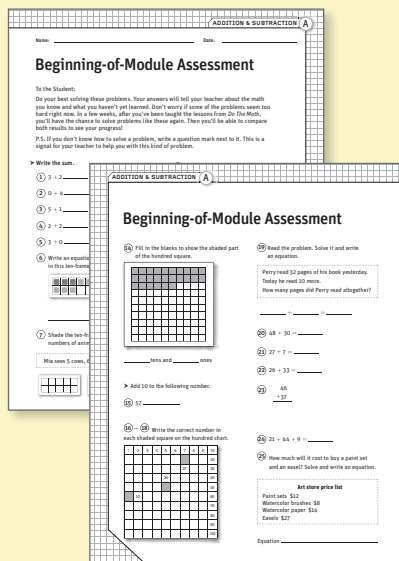 ADDITION & SUBTRACTION A
Name: Date:
Beginning-of-Module Assessment
To the Student:
Do your best solving these problems. Your answers will tell your teacher about the math
you know and what you haven't yet learned. Don't worry if some of the problems seem too
hard right now. In a few weeks, after you've been taught the lessons from Do The Math,
you'll have the chance to solve problems like these again. Then you'll be able to compare
both results to see your progress!
P.S. If you don't know how to solve a problem, write a question mark next to it. This is a
signal for your teacher to help you with this kind of problem.
Write the sum.
1 3 + 2
2 0 + 4
3 5 + 1
4 2 + 2
5 3 + 0
6 Write an equatio
in this ten-frame
7 Shade the ten-fr
numbers of anim
Mia sees 5 cows, 6
ADDITION & SUBTRACTION A
Beginning-of-Module Assessment
14 Fill in the blanks to show the shaded part
of the hundred square.
tens and ones
Add 10 to the following number.
15 57
16 – 18 Write the correct number in
each shaded square on the hundred chart.
19 Read the problem. Solve it and write
an equation.
Perry read 32 pages of his book yesterday.
Today he read 10 more.
How many pages did Perry read altogether?
+ =
20 48 + 30 =
21 27 + 7 =
22 26 + 33 =
23 46
+37
24 21 + 44 + 9 =
25 How much will it cost to buy a paint set
and an easel? Solve and write an equation.
Art store price list
Paint sets $12
Watercolor brushes $8
Watercolor paper $14
Easels $27
Equation